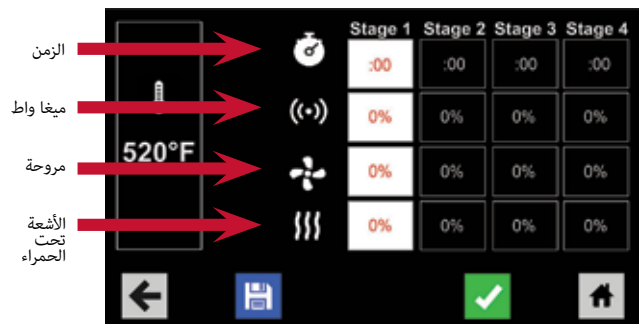 Stage 1 Stage 2 Stage 3 Stage 4
الزمن
:00 :00 :00 :00
ميغا واط
0% 0% 0% 0%
520°F
مروحة
0% 0% 0% 0%
الأشعة
تحت
الحمراء
0% 0% 0% 0%